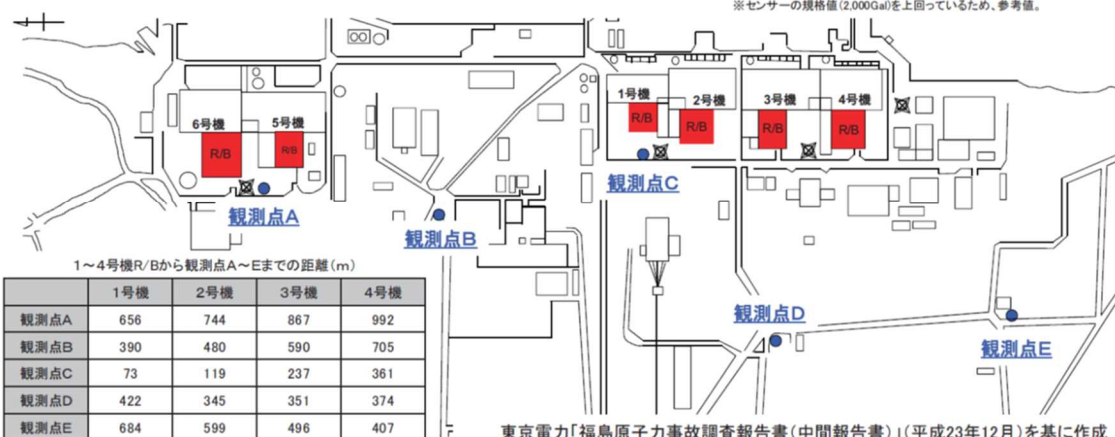 ※センサーの規格値(2,000Gal)を上回っているため、参考値。
1号機
2号機
3号機
4号機
6号機
5号機
R/B
R/B
R/B
R/B
R/B
R/B
観測点A
観測点B
観測点C
観測点D
観測点E
1～4号機R/Bから観測点A～Eまでの距離(m)
1号機 2号機 3号機 4号機
観測点A 656 744 867 992
観測点B 390 480 590 705
観測点C 73 119 237 361
観測点D 422 345 351 374
観測点E 684 599 496 407
東京電力「福島原子力事故調査報告書(中間報告書)」(平成23年12月)を基に作成